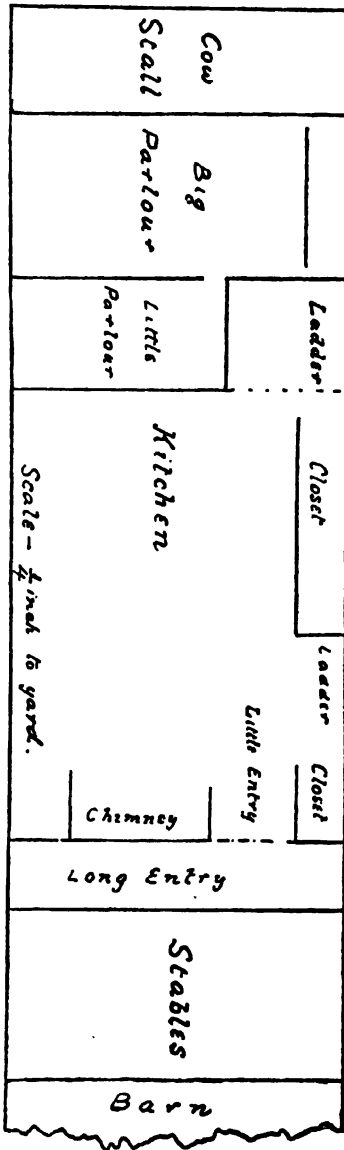 Cow
Stall
Big
Parlour
Little
Parlour
Ladder
Kitchen
Closet
Ladder
Closet
Little Entry
Chimney
Scale – ¼ inch to yard.
Long Entry
Stables
Barn